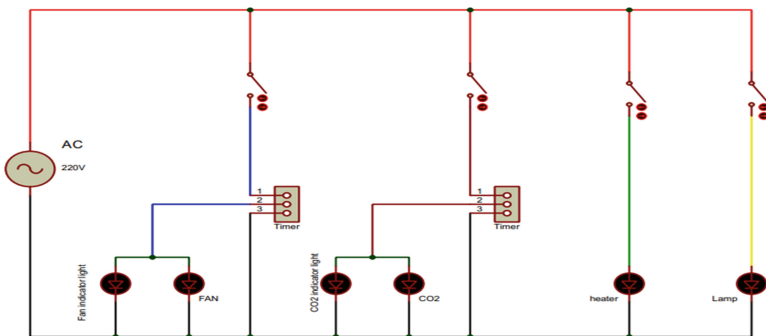 AC
220V
1
2
3
Timer
1
2
3
Timer
Fan indicator light
FAN
CO2 indicator light
CO2
heater
Lamp